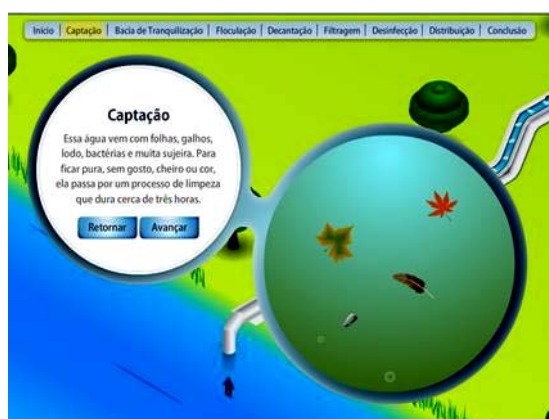 Início | Captação | Bacia de Tranquilização | Floculação | Decantação | Filtragem | Desinfecção | Distribuição | Conclusão
Captação
Essa água vem com folhas, galhos,
lodo, bactérias e muita sujeira. Para
ficar pura, sem gosto, cheiro ou cor,
ela passa por um processo de limpeza
que dura cerca de três horas.
Retornar Avançar